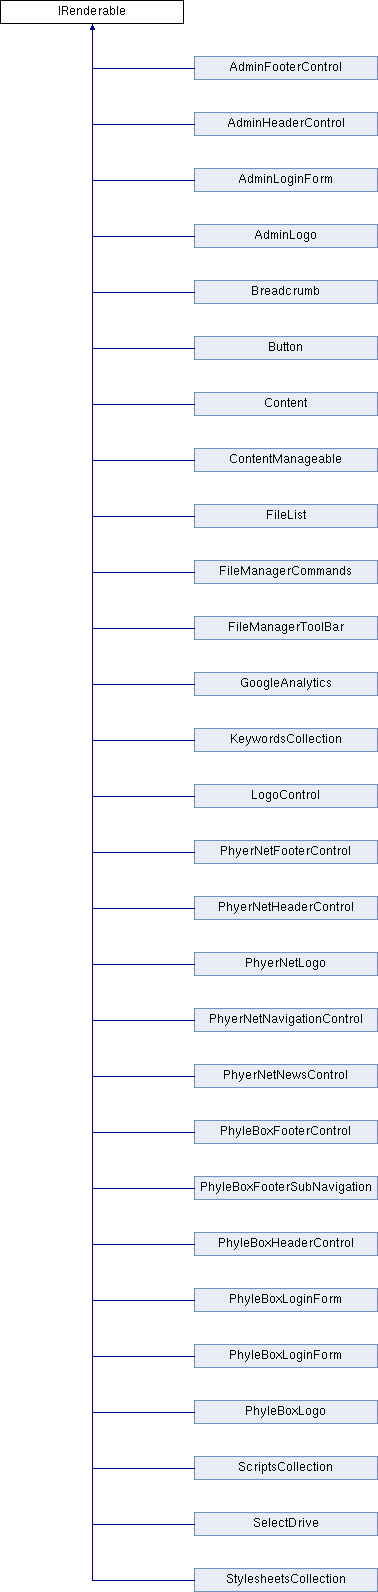 IRenderable
AdminFooterControl
AdminHeaderControl
AdminLoginForm
AdminLogo
Breadcrumb
Button
Content
ContentManageable
FileList
FileManagerCommands
FileManagerToolBar
GoogleAnalytics
KeywordsCollection
LogoControl
PhyerNetFooterControl
PhyerNetHeaderControl
PhyerNetLogo
PhyerNetNavigationControl
PhyerNetNewsControl
PhyleBoxFooterControl
PhyleBoxFooterSubNavigation
PhyleBoxHeaderControl
PhyleBoxLoginForm
PhyleBoxLoginForm
PhyleBoxLogo
ScriptsCollection
SelectDrive
StylesheetsCollection